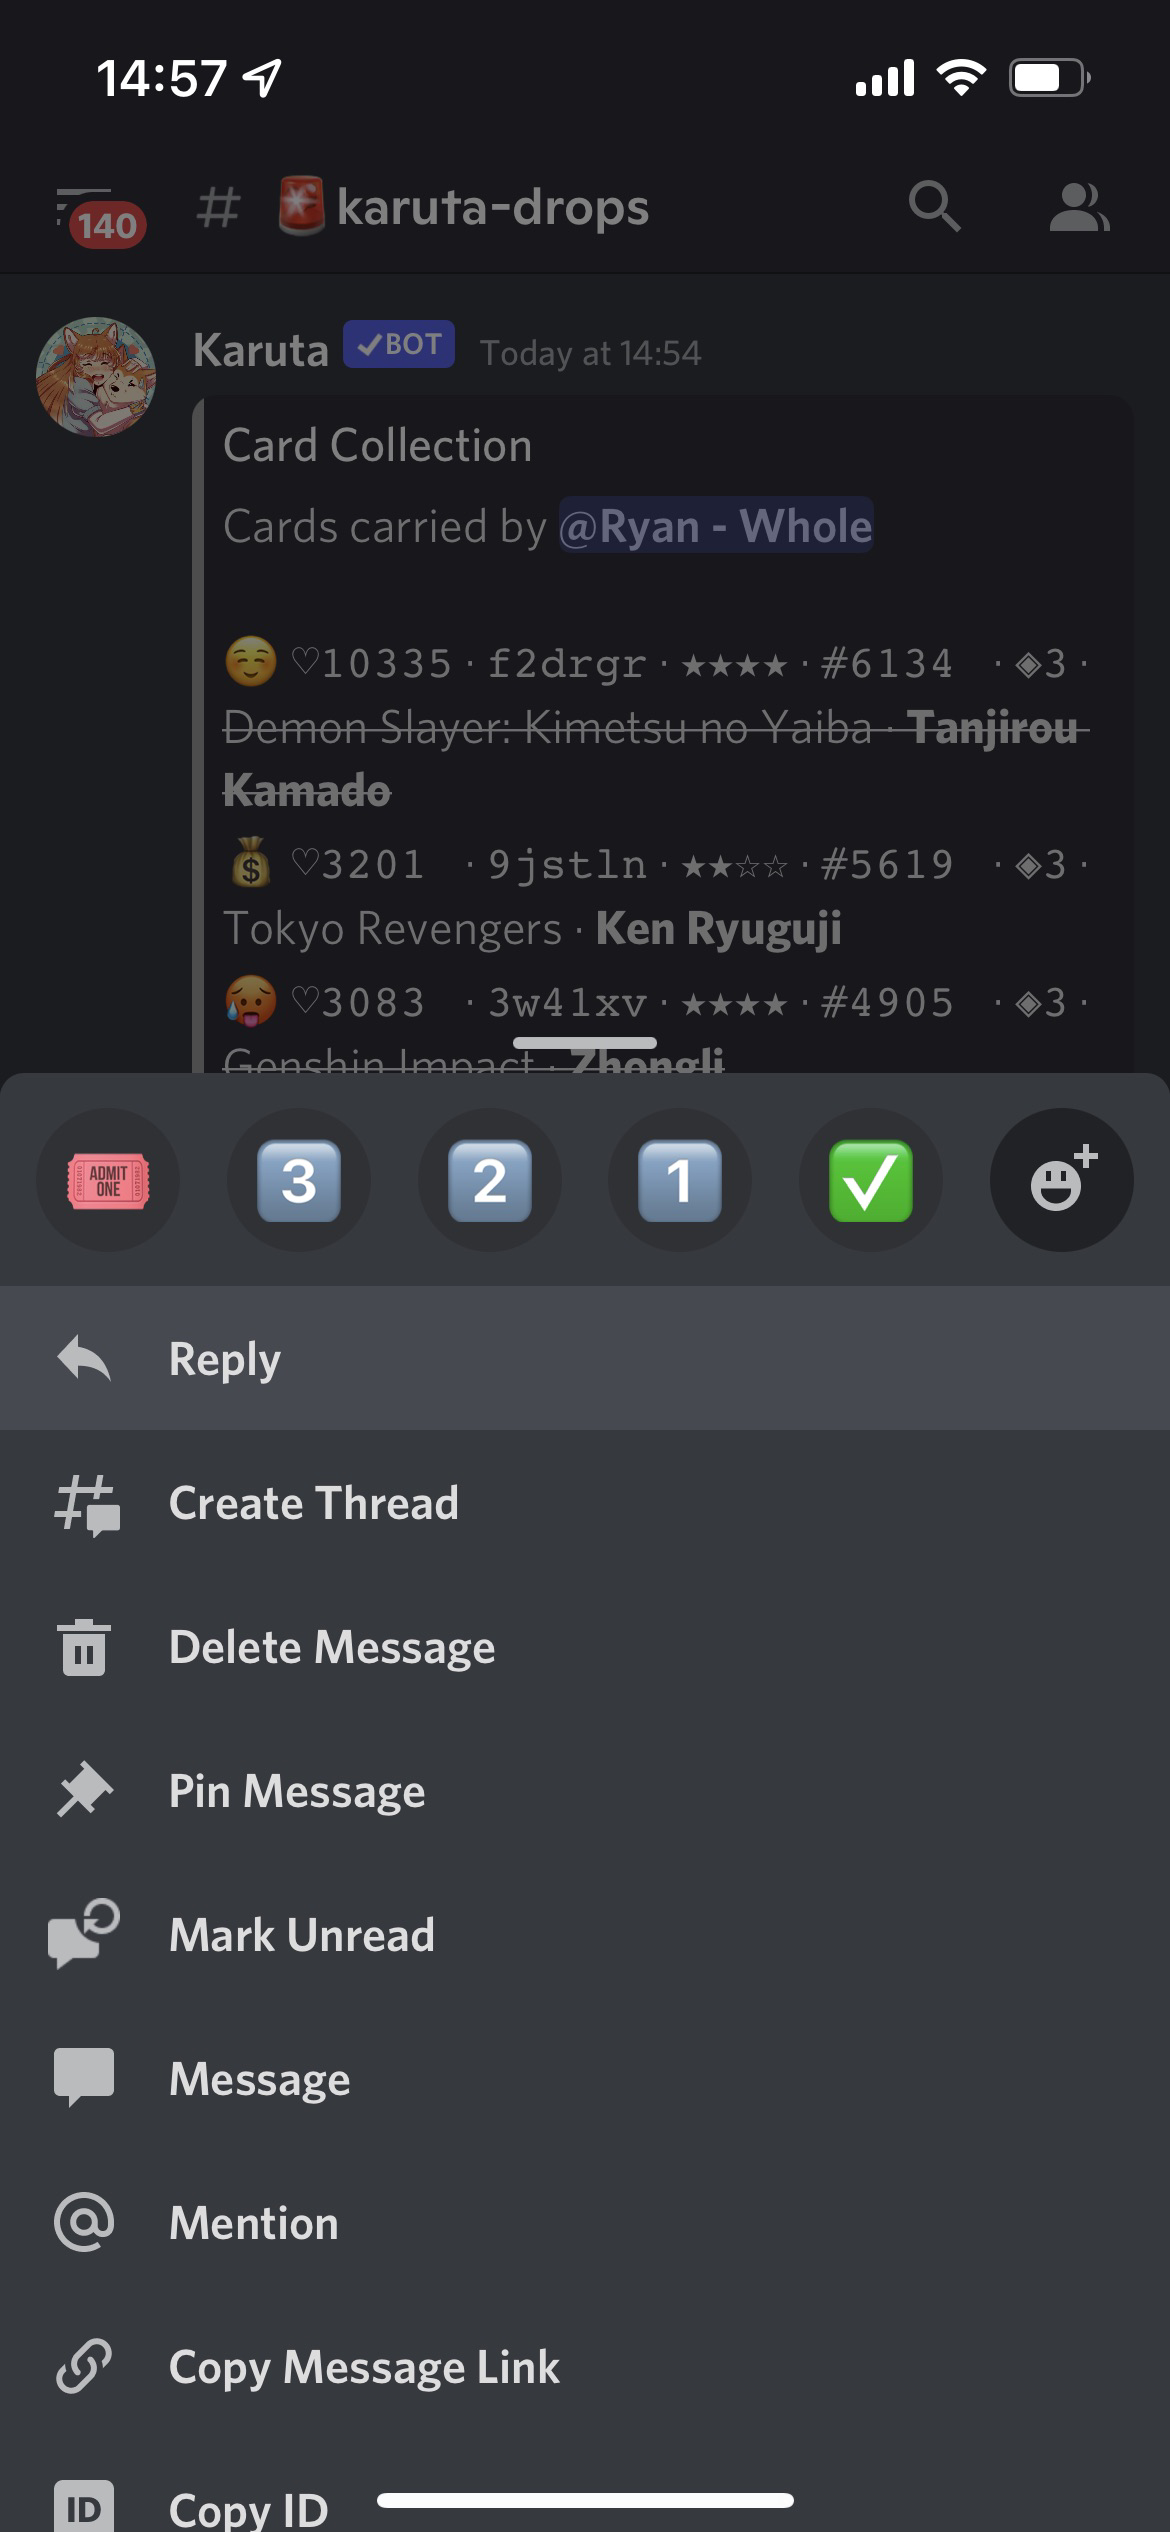 14:57
140
# 🚨karuta-drops
Karuta ✓BOT Today at 14:54
Card Collection
Cards carried by @Ryan - Whole
☺️ ♡10335 · f2drgr · ★★★★ · #6134 · ◈3 ·
Demon Slayer: Kimetsu no Yaiba · Tanjirou
Kamado
💰 ♡3201 · 9jstln · ★★☆☆ · #5619 · ◈3 ·
Tokyo Revengers · Ken Ryuguji
🥵 ♡3083 · 3w41xv · ★★★★ · #4905 · ◈3 ·
Genshin Impact · Zhongli
ADMIT
ONE
3 2 1
Reply
Create Thread
Delete Message
Pin Message
Mark Unread
Message
Mention
Copy Message Link
ID Copy ID